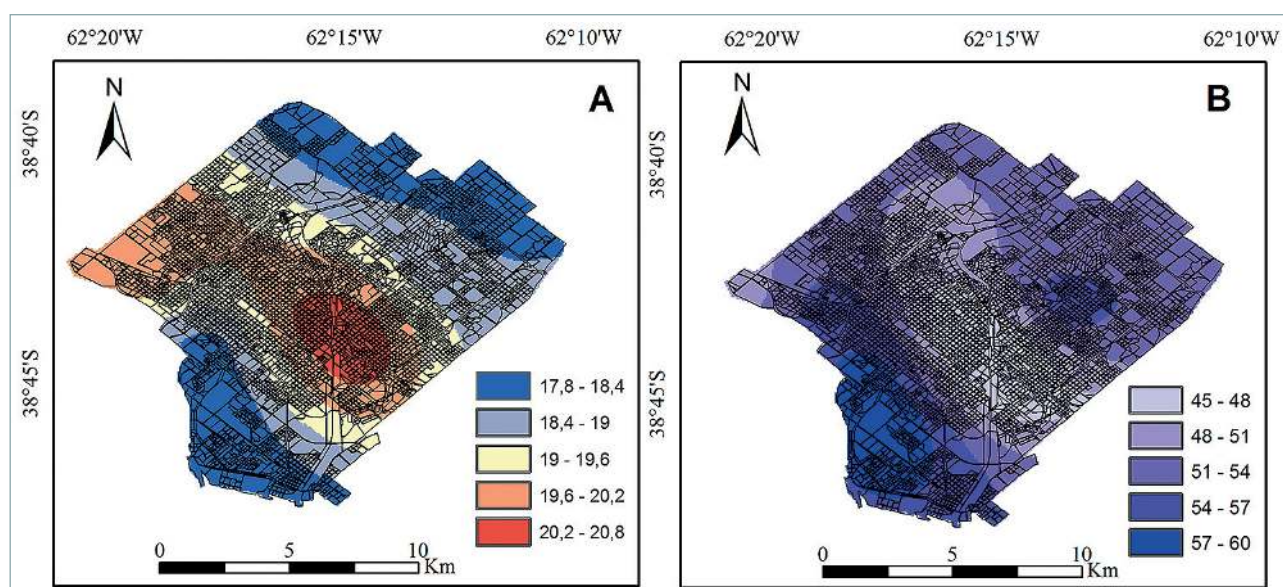 62°20'W 62°15'W 62°10'W
N
A
38°40'S
38°45'S
17,8 - 18,4
18,4 - 19
19 - 19,6
19,6 - 20,2
20,2 - 20,8
0 5 10
Km
62°20'W 62°15'W 62°10'W
N
B
38°40'S
38°45'S
45 - 48
48 - 51
51 - 54
54 - 57
57 - 60
0 5 10
Km